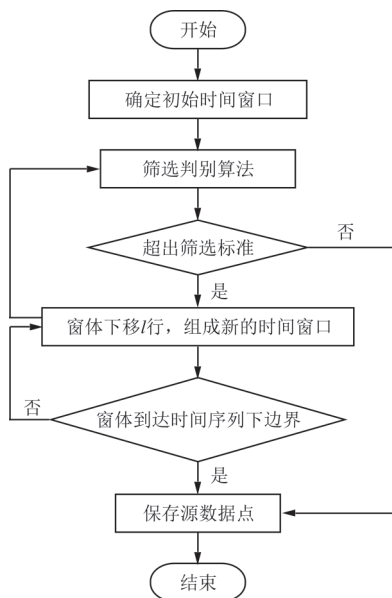 开始
确定初始时间窗口
筛选判别算法
超出筛选标准
否
是
窗体下移l行，组成新的时间窗口
否
窗体到达时间序列下边界
是
保存源数据点
结束